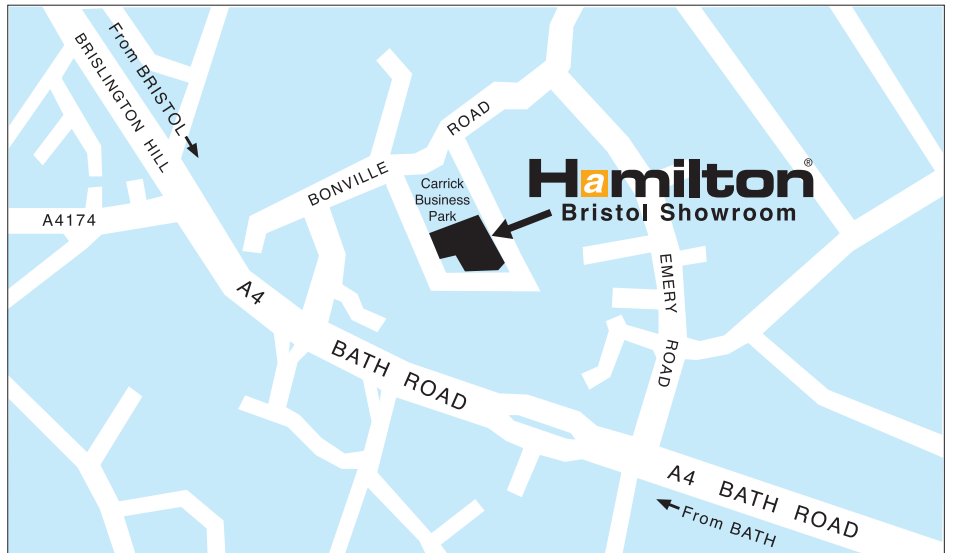 From BRISTOL
BRISLINGTON HILL
A4174
BONVILLE
ROAD
Carrick
Business
Park
Hamilton®
Bristol Showroom
EMERY
ROAD
A4
BATH ROAD
A4 BATH ROAD
From BATH